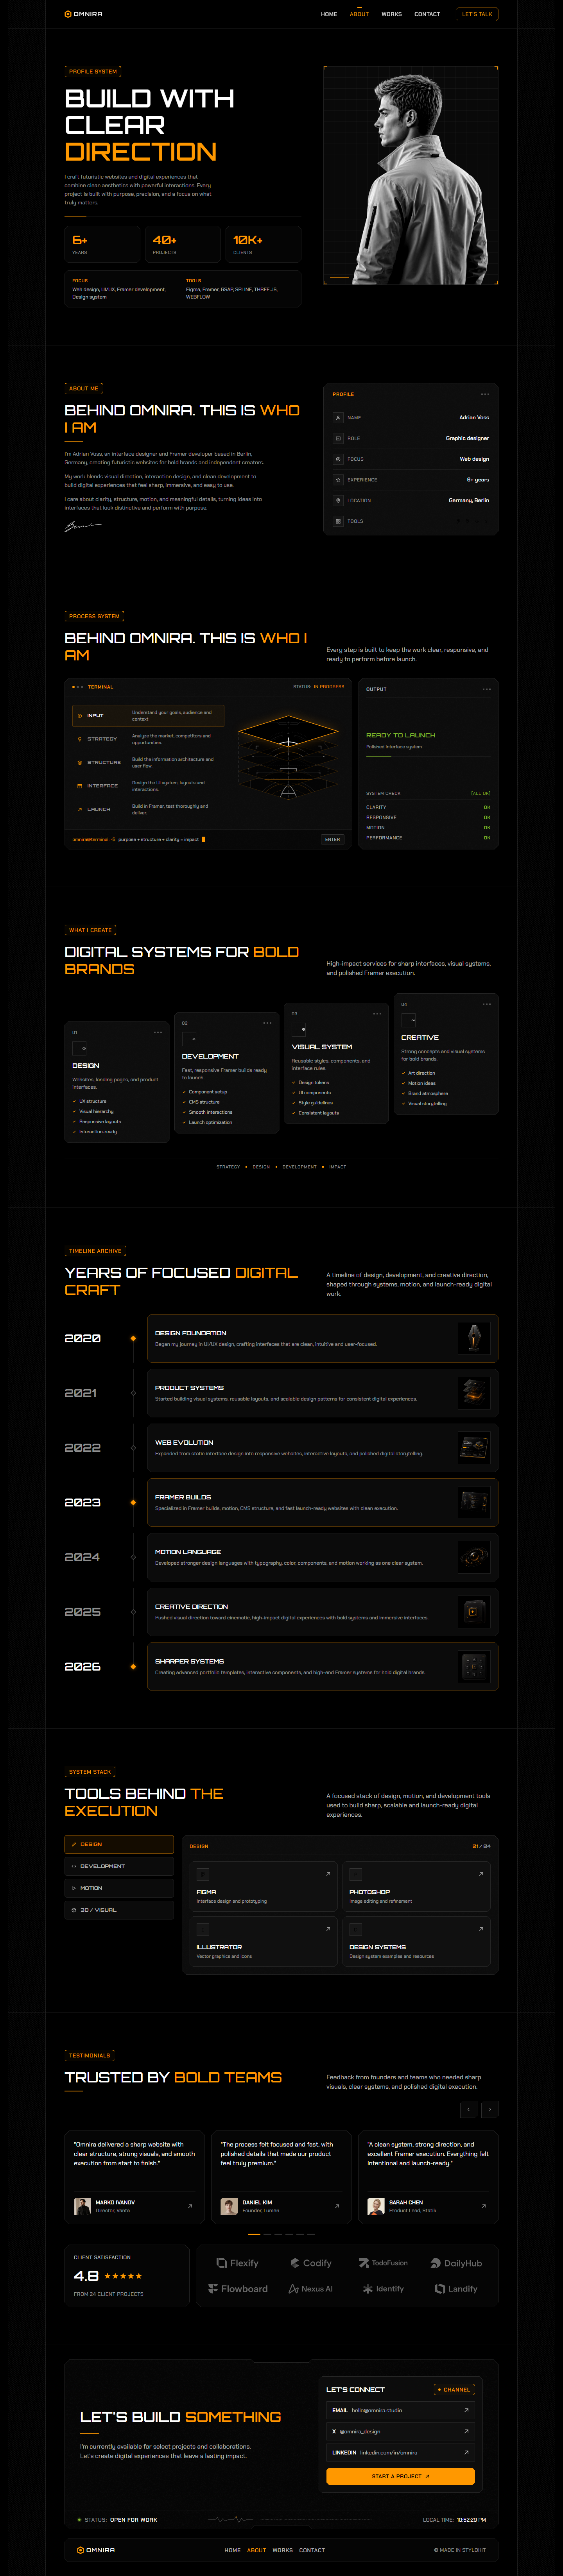 OMNIRA
HOME ABOUT WORKS CONTACT LET'S TALK
PROFILE SYSTEM
BUILD WITH
CLEAR
DIRECTION
I craft futuristic websites and digital experiences that
combine clean aesthetics with powerful interactions. Every
project is built with purpose, precision, and a focus on what
truly matters.
6+ 40+ 10K+
YEARS PROJECTS CLIENTS
FOCUS TOOLS
Web design, UI/UX, Framer development, Figma, Framer, GSAP, SPLINE, THREE.JS,
Design system WEBFLOW
ABOUT ME
BEHIND OMNIRA. THIS IS WHO
I AM
I'm Adrian Voss, an interface designer and Framer developer based in Berlin,
Germany, creating futuristic websites for bold brands and independent creators.
My work blends visual direction, interaction design, and clean development to
build digital experiences that feel sharp, immersive, and easy to use.
I care about clarity, structure, motion, and meaningful details, turning ideas into
interfaces that look distinctive and perform with purpose.
PROFILE
NAME Adrian Voss
ROLE Graphic designer
FOCUS Web design
EXPERIENCE 6+ years
LOCATION Germany, Berlin
TOOLS
PROCESS SYSTEM
BEHIND OMNIRA. THIS IS WHO I
AM
Every step is built to keep the work clear, responsive, and
ready to perform before launch.
TERMINAL STATUS: IN PROGRESS
INPUT Understand your goals, audience and
context
STRATEGY Analyze the market, competitors and
opportunities.
STRUCTURE Build the information architecture and
user flow.
INTERFACE Design the UI system, layouts and
interactions.
LAUNCH Build in Framer, test thoroughly and
deliver.
omnira@terminal ~$ purpose + structure + clarity + impact ENTER
OUTPUT
READY TO LAUNCH
Polished interface system
SYSTEM CHECK [ALL OK]
CLARITY OK
RESPONSIVE OK
MOTION OK
PERFORMANCE OK
WHAT I CREATE
DIGITAL SYSTEMS FOR BOLD
BRANDS
High-impact services for sharp interfaces, visual systems,
and polished Framer execution.
01
DESIGN
Websites, landing pages, and product
interfaces.
UX structure
Visual hierarchy
Responsive layouts
Interaction-ready
02
DEVELOPMENT
Fast, responsive Framer builds ready
to launch.
Component setup
CMS structure
Smooth interactions
Launch optimization
03
VISUAL SYSTEM
Reusable styles, components, and
interface rules.
Design tokens
UI components
Style guidelines
Consistent layouts
04
CREATIVE
Strong concepts and visual systems
for bold brands.
Art direction
Motion ideas
Brand atmosphere
Visual storytelling
STRATEGY DESIGN DEVELOPMENT IMPACT
TIMELINE ARCHIVE
YEARS OF FOCUSED DIGITAL
CRAFT
A timeline of design, development, and creative direction,
shaped through systems, motion, and launch-ready digital
work.
2020
DESIGN FOUNDATION
Began my journey in UI/UX design, crafting interfaces that are clean, intuitive and user-focused.
2021
PRODUCT SYSTEMS
Started building visual systems, reusable layouts, and scalable design patterns for consistent digital experiences.
2022
WEB EVOLUTION
Expanded from static interface design into responsive websites, interactive layouts, and polished digital storytelling.
2023
FRAMER BUILDS
Specialized in Framer builds, motion, CMS structure, and fast launch-ready websites with clean execution.
2024
MOTION LANGUAGE
Developed stronger design languages with typography, color, components, and motion working as one clear system.
2025
CREATIVE DIRECTION
Pushed visual direction toward cinematic, high-impact digital experiences with bold systems and immersive interfaces.
2026
SHARPER SYSTEMS
Creating advanced portfolio templates, interactive components, and high-end Framer systems for bold digital brands.
SYSTEM STACK
TOOLS BEHIND THE
EXECUTION
A focused stack of design, motion, and development tools
used to build sharp, scalable and launch-ready digital
experiences.
DESIGN
DEVELOPMENT
MOTION
3D / VISUAL
DESIGN 01 / 04
FIGMA
Interface design and prototyping
PHOTOSHOP
Image editing and refinement
ILLUSTRATOR
Vector graphics and icons
DESIGN SYSTEMS
Design system examples and resources
TESTIMONIALS
TRUSTED BY BOLD TEAMS
Feedback from founders and teams who needed sharp
visuals, clear systems, and polished digital execution.
"Omnira delivered a sharp website with
clear structure, strong visuals, and smooth
execution from start to finish."
MARKO IVANOV
Director, Venta
"The process felt focused and fast, with
polished details that made our product
feel truly premium."
DANIEL KIM
Founder, Lumen
"A clean system, strong direction, and
excellent Framer execution. Everything felt
intentional and launch-ready."
SARAH CHEN
Product Lead, Statik
CLIENT SATISFACTION
4.8
FROM 24 CLIENT PROJECTS
Flexify Codify TodoFusion DailyHub
Flowboard Nexus AI Identify Landify
LET'S BUILD SOMETHING
I'm currently available for select projects and collaborations.
Let's create digital experiences that leave a lasting impact.
LET'S CONNECT CHANNEL
EMAIL hello@omnira.studio
X @omnira_design
LINKEDIN linkedin.com/in/omnira
START A PROJECT
STATUS: OPEN FOR WORK LOCAL TIME: 10:52:29 PM
OMNIRA
HOME ABOUT WORKS CONTACT
© MADE IN STYLOKIT